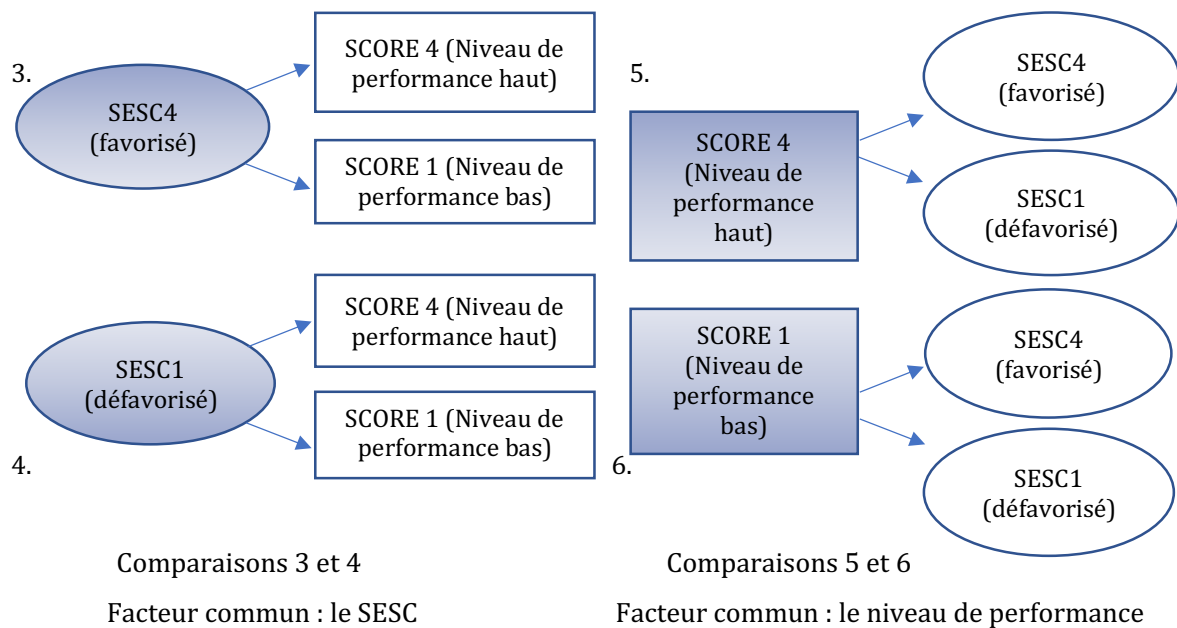 3.
SESC4
(favorisé)
SCORE 4 (Niveau de
performance haut)
SCORE 1 (Niveau de
performance bas)
SESC1
(défavorisé)
SCORE 4 (Niveau de
performance haut)
SCORE 1 (Niveau de
performance bas)
4.
Comparaisons 3 et 4
Facteur commun : le SESC
5.
SCORE 4
(Niveau de
performance
haut)
SESC4
(favorisé)
SESC1
(défavorisé)
SCORE 1
(Niveau de
performance
bas)
SESC4
(favorisé)
SESC1
(défavorisé)
6.
Comparaisons 5 et 6
Facteur commun : le niveau de performance